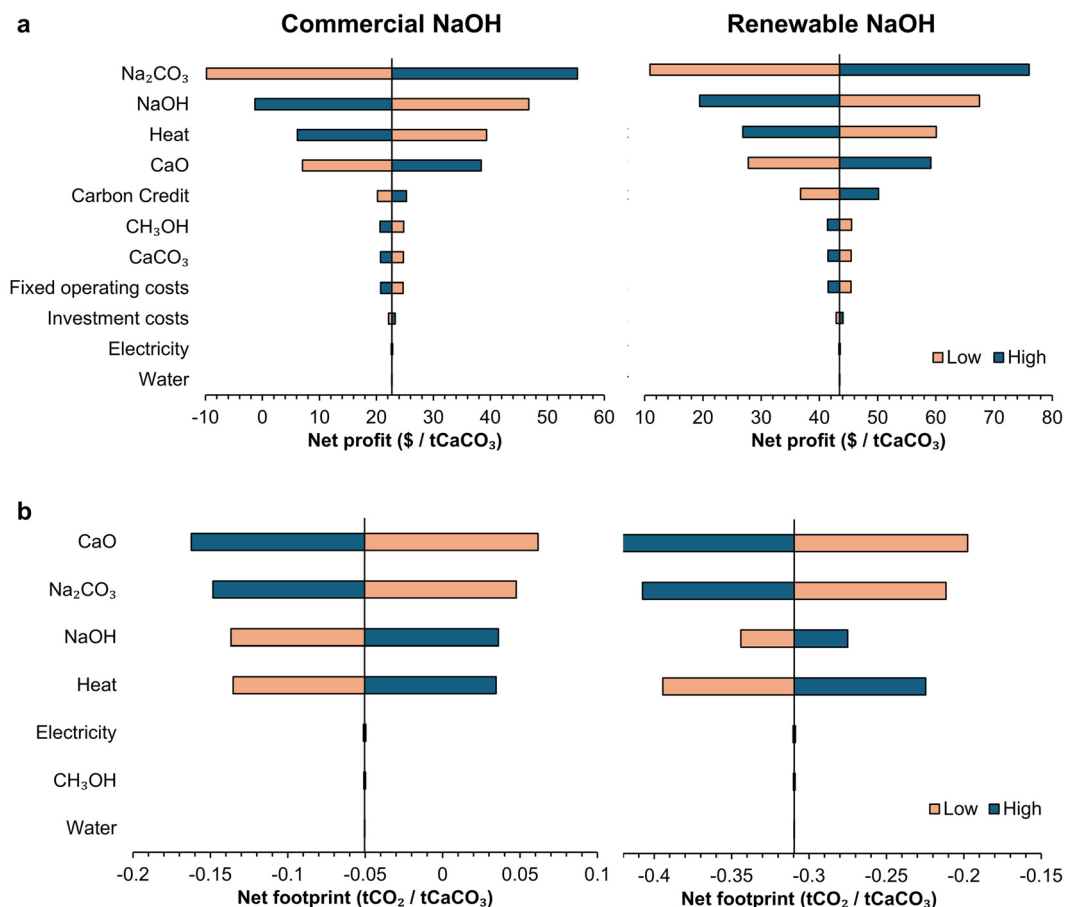 a
Commercial NaOH
Renewable NaOH
Na₂CO₃
NaOH
Heat
CaO
Carbon Credit
CH₃OH
CaCO₃
Fixed operating costs
Investment costs
Electricity
Water
Low High
-10 0 10 20 30 40 50 60
10 20 30 40 50 60 70 80
Net profit ($ / tCaCO₃)
Net profit ($ / tCaCO₃)
b
CaO
Na₂CO₃
NaOH
Heat
Electricity
CH₃OH
Water
Low High
-0.2 -0.15 -0.1 -0.05 0 0.05 0.1
-0.4 -0.35 -0.3 -0.25 -0.2 -0.15
Net footprint (tCO₂ / tCaCO₃)
Net footprint (tCO₂ / tCaCO₃)